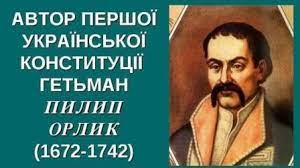 АВТОР ПЕРШОЇ
УКРАЇНСЬКОЇ
КОНСТИТУЦІЇ
ГЕТЬМАН
ПИЛИП
ОРЛИК
(1672-1742)